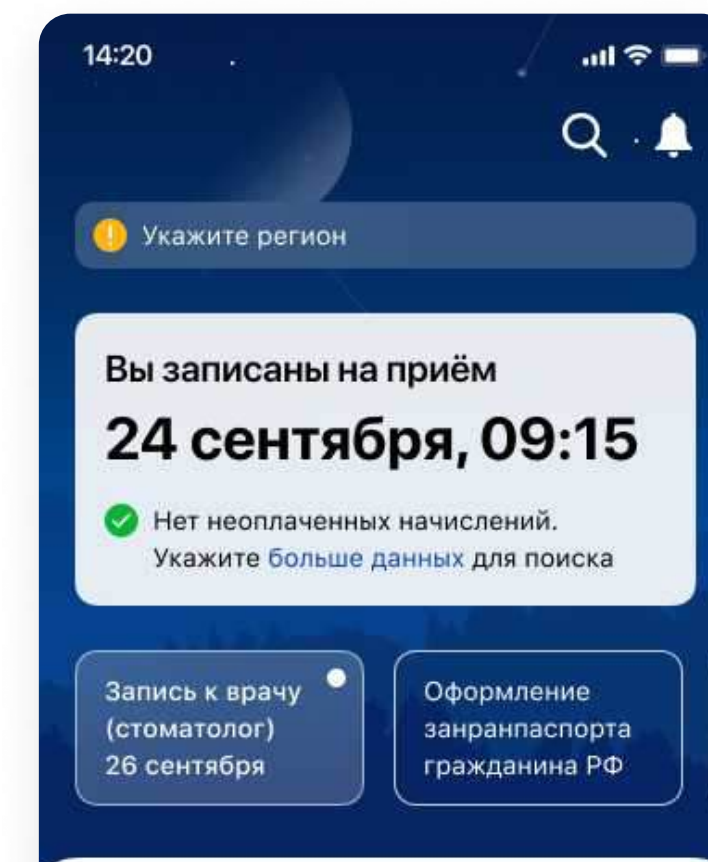 14:20
Укажите регион
Вы записаны на приём
24 сентября, 09:15
Нет неоплаченных начислений.
Укажите больше данных для поиска
Запись к врачу
(стоматолог)
26 сентября
Оформление
занранпаспорта
гражданина РФ